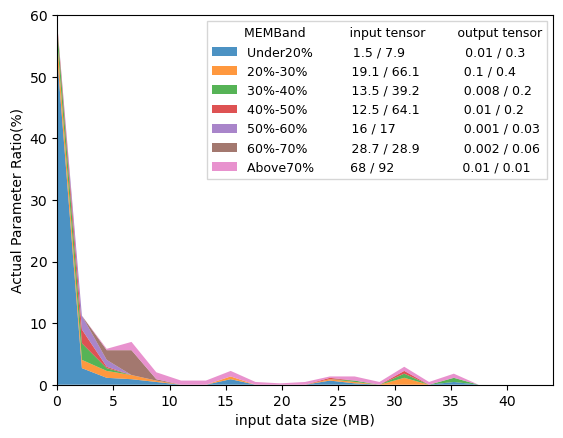 60
50
40
30
20
10
0
Actual Parameter Ratio(%)
MEMBand input tensor output tensor
Under20% 1.5 / 7.9 0.01 / 0.3
20%-30% 19.1 / 66.1 0.1 / 0.4
30%-40% 13.5 / 39.2 0.008 / 0.2
40%-50% 12.5 / 64.1 0.01 / 0.2
50%-60% 16 / 17 0.001 / 0.03
60%-70% 28.7 / 28.9 0.002 / 0.06
Above70% 68 / 92 0.01 / 0.01
0 5 10 15 20 25 30 35 40
input data size (MB)